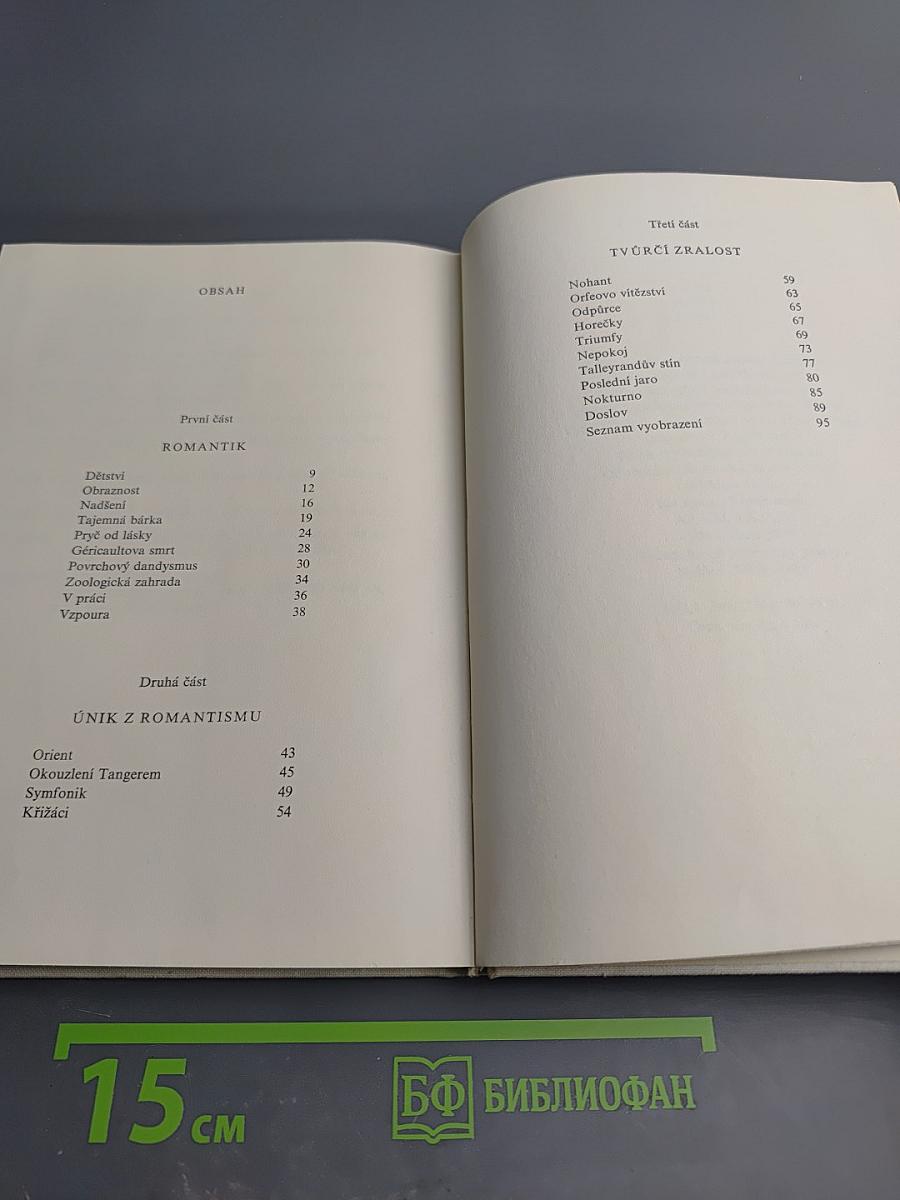 OBSAH
První část
ROMANTIK
Dětství 9
Obraznost 12
Nadšení 16
Tajemná bárka 19
Pryč od lásky 24
Géricaultova smrt 28
Povrchový dandysmus 30
Zoologická zahrada 34
V práci 36
Vzpoura 38
Druhá část
ÚNIK Z ROMANTISMU
Orient 43
Okouzlení Tangerem 45
Symfonik 49
Křižáci 54
Třetí část
TVŮRČÍ ZRALOST
Nohant 59
Orfeovo vítězství 63
Odpůrce 65
Horečky 67
Triumfy 69
Nepokoj 73
Talleyrandův stín 77
Poslední jaro 80
Nokturno 85
Doslov 89
Seznam vyobrazení 95
15 см
БФ БИБЛИОФАН